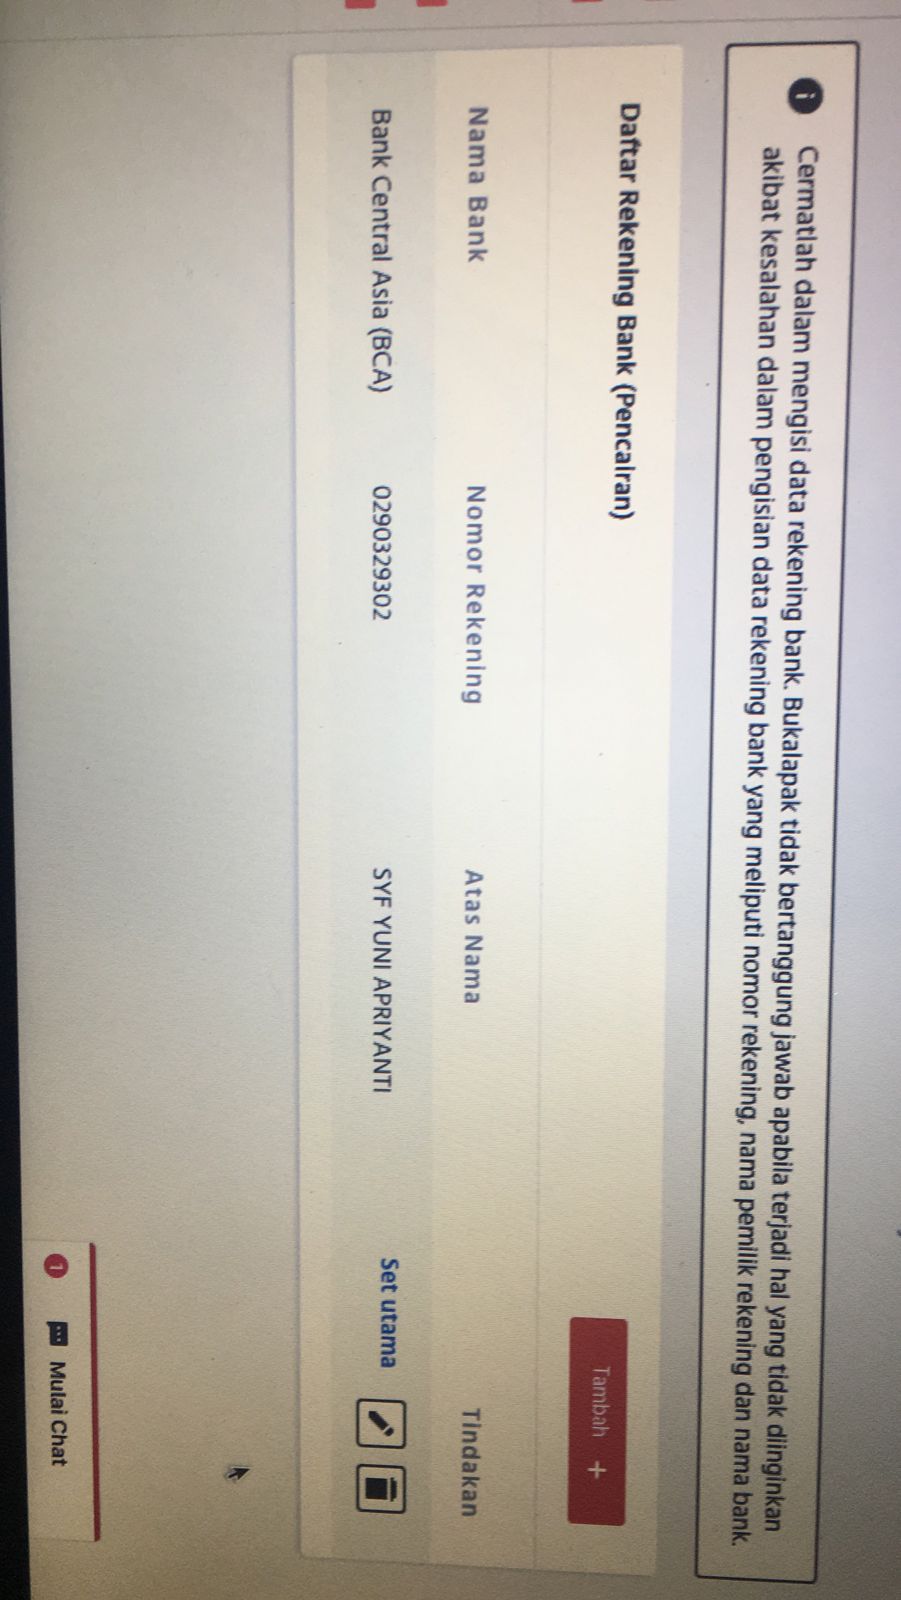 Cermatlah dalam mengisi data rekening bank. Bukalapak tidak bertanggung jawab apabila terjadi hal yang tidak diinginkan
akibat kesalahan dalam pengisian data rekening bank yang meliputi nomor rekening, nama pemilik rekening dan nama bank.
Daftar Rekening Bank (Pencairan)
Tambah +
Nama Bank Nomor Rekening Atas Nama Tindakan
Bank Central Asia (BCA) 0290329302 SYF YUNI APRIYANTI Set utama
1 Mulai Chat